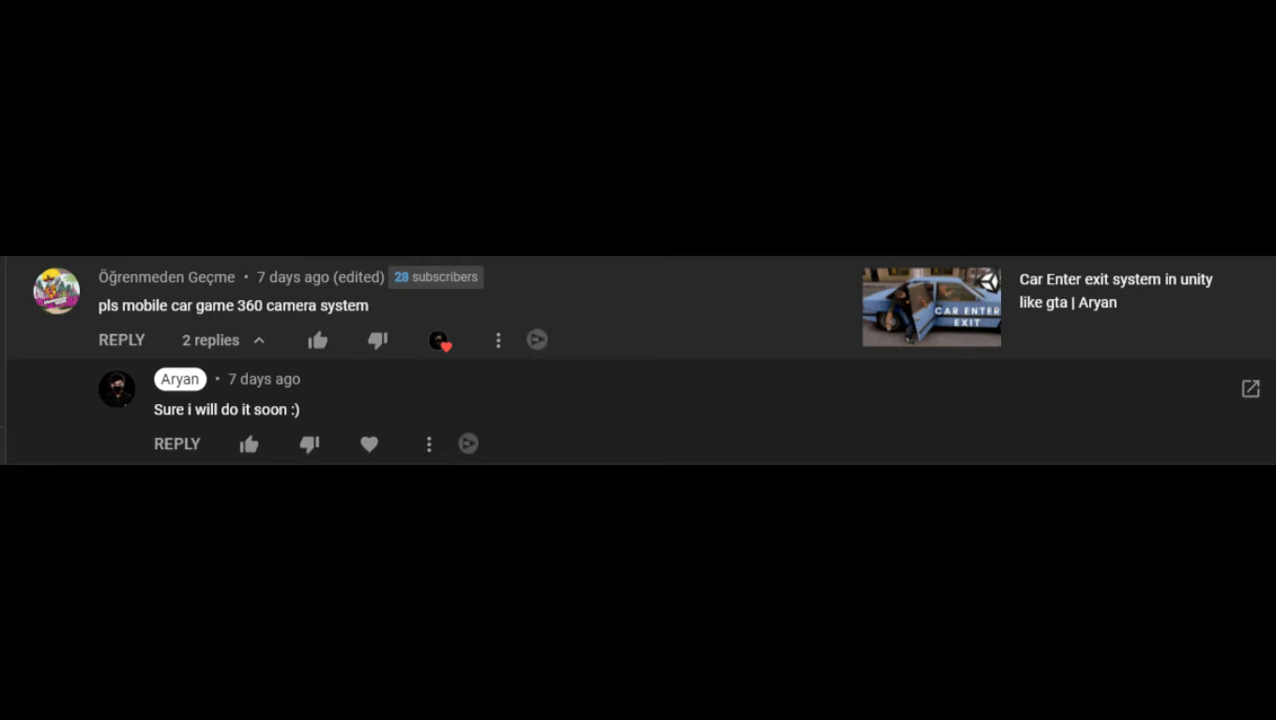 Öğrenmeden Geçme • 7 days ago (edited) 28 subscribers
pls mobile car game 360 camera system
REPLY 2 replies
Car Enter exit system in unity
like gta | Aryan
CAR ENTER
EXIT
Aryan • 7 days ago
Sure i will do it soon :)
REPLY